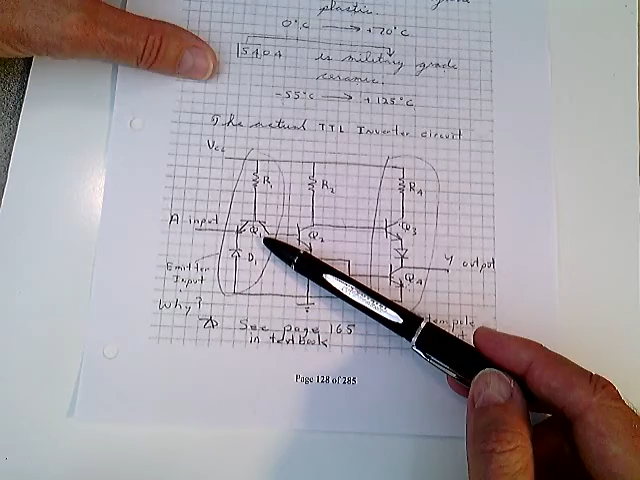 plastic. grade
0°C → +70°C
5404 is military grade
ceramic.
-55°C → +125°C
The actual TTL Inverter circuit
Vcc
R1 R2 R4
A input Q1 Q2 Q3
D1 Y output
Emitter
Input Q4
Why?
See page 165
in textbook
Page 128 of 285